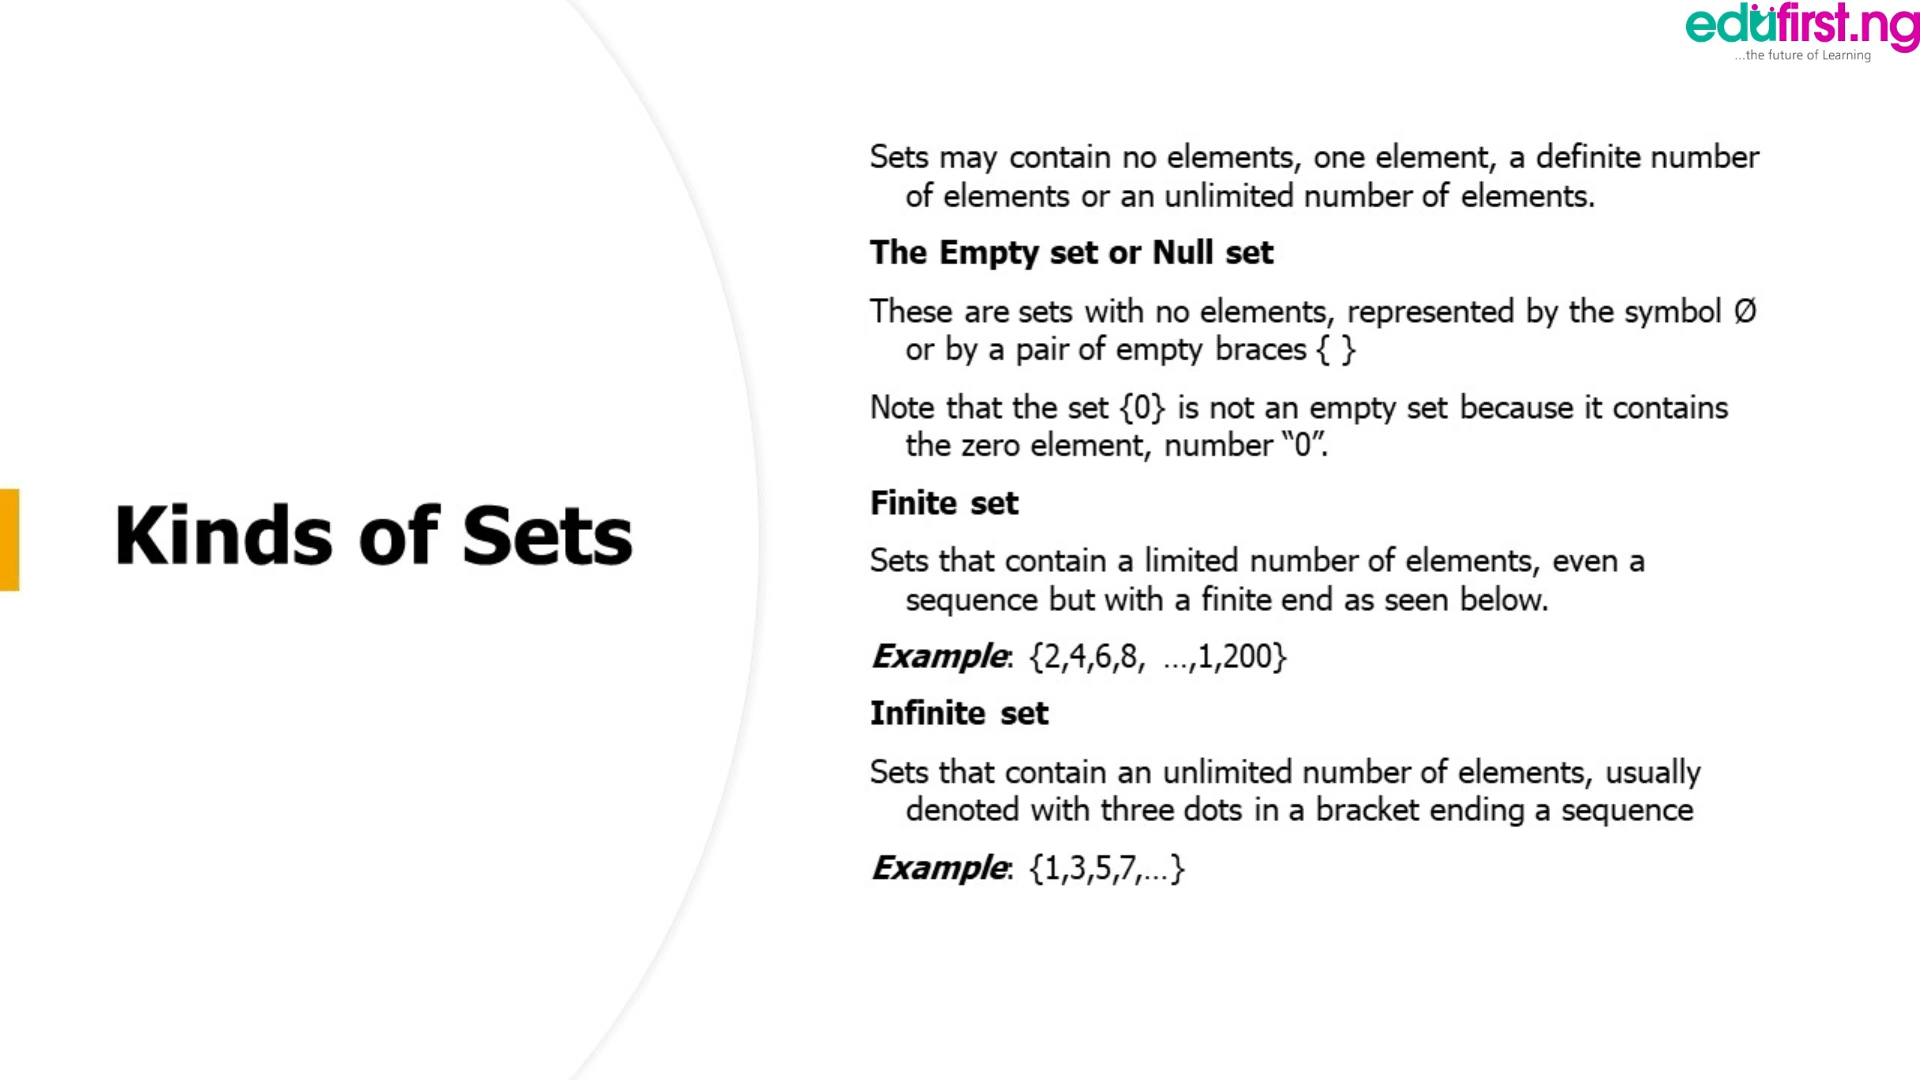 edufirst.ng
...the future of Learning
Sets may contain no elements, one element, a definite number
of elements or an unlimited number of elements.
The Empty set or Null set
These are sets with no elements, represented by the symbol Ø
or by a pair of empty braces { }
Note that the set {0} is not an empty set because it contains
the zero element, number “0”.
Finite set
Kinds of Sets
Sets that contain a limited number of elements, even a
sequence but with a finite end as seen below.
Example: {2,4,6,8, ...,1,200}
Infinite set
Sets that contain an unlimited number of elements, usually
denoted with three dots in a bracket ending a sequence
Example: {1,3,5,7,...}